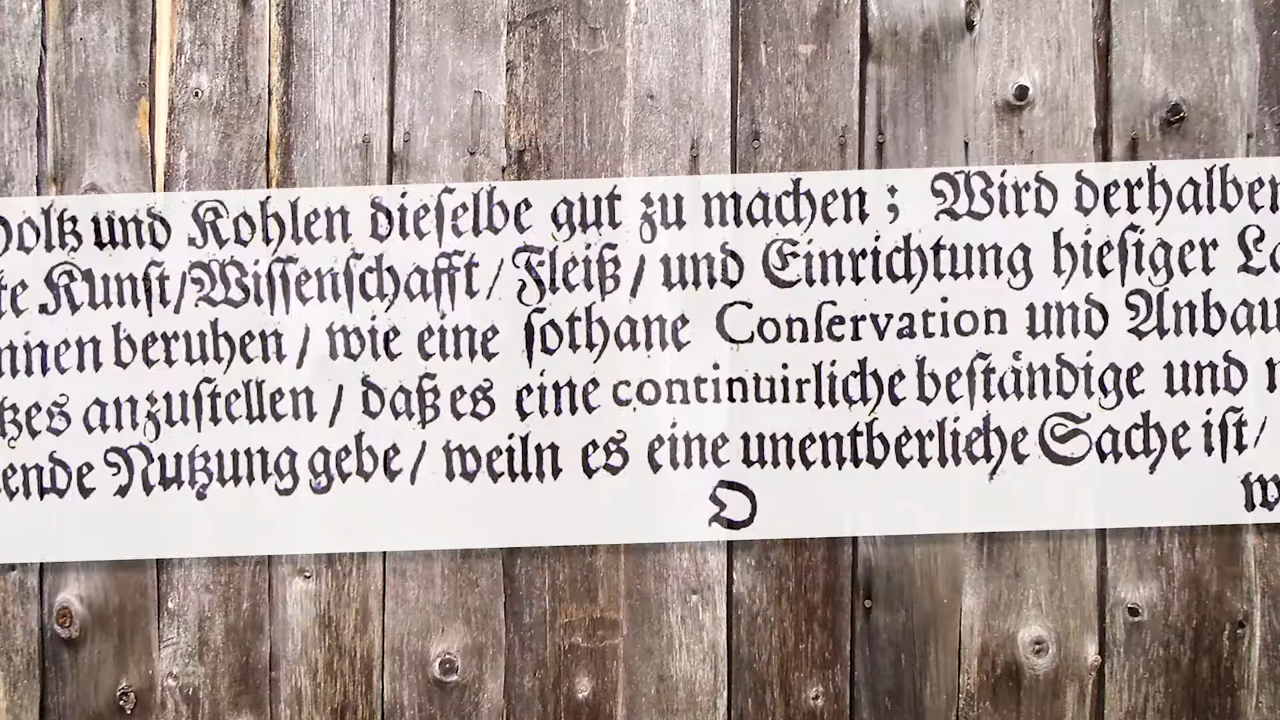 Holtz und Kohlen dieselbe gut zu machen ; Wird derhalben
te Kunst/Wissenschafft / Fleiß / und Einrichtung hiesiger
nnen beruhen / wie eine sothane Conservation und Anbau
tzes anzustellen / daß es eine continuirliche beständige und
ende Nutzung gebe / weiln es eine unentberliche Sache ist /
O